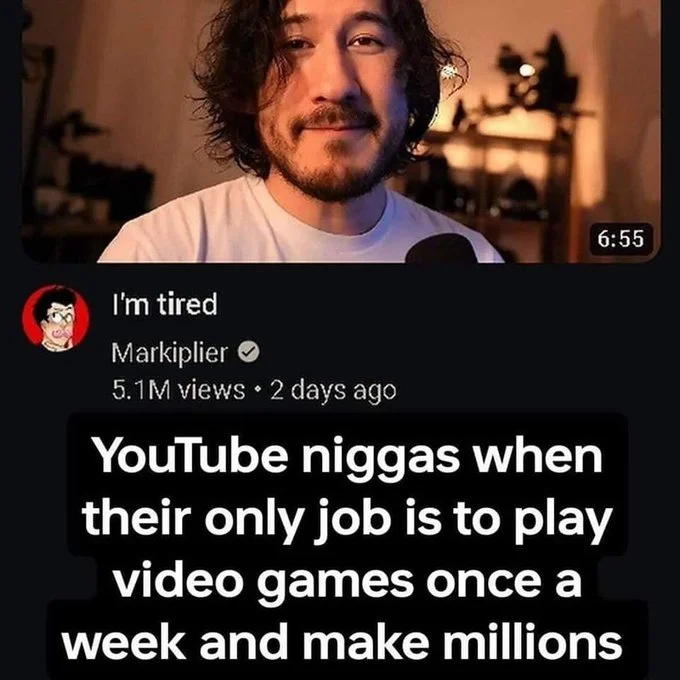 6:55
I'm tired
Markiplier
5.1M views • 2 days ago
YouTube niggas when
their only job is to play
video games once a
week and make millions